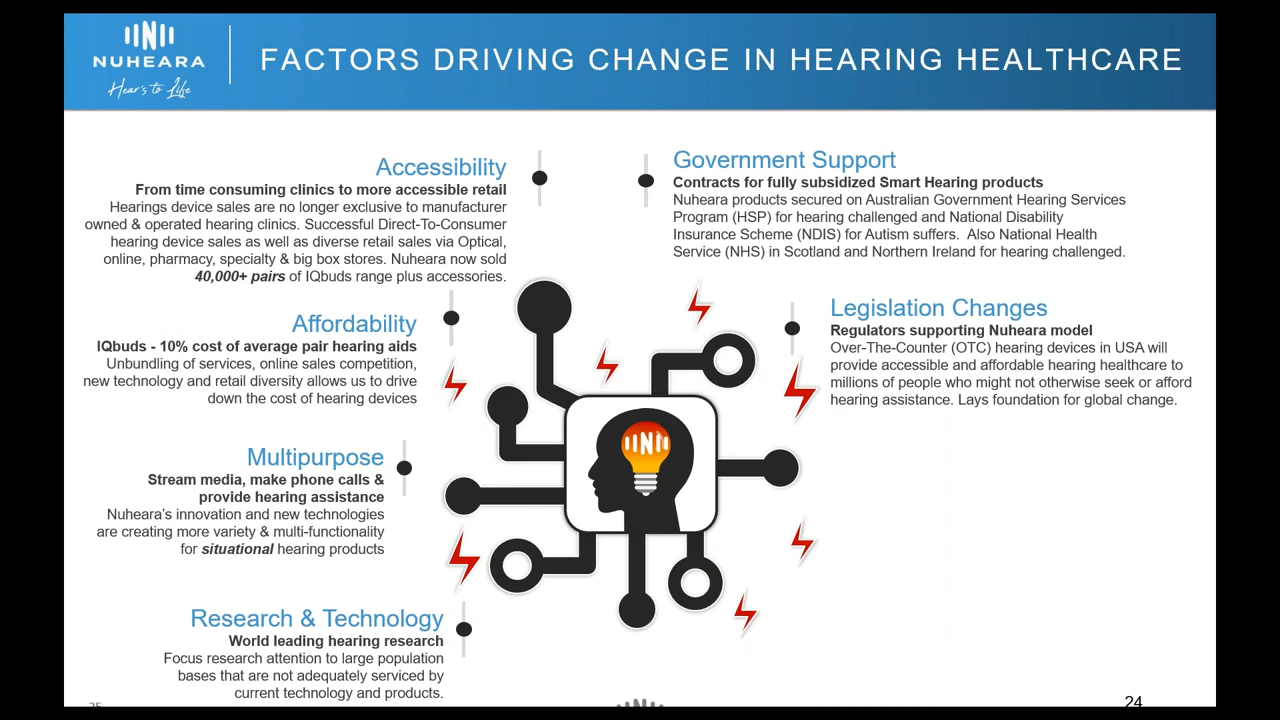 NUHEARA
Hear's to Life
FACTORS DRIVING CHANGE IN HEARING HEALTHCARE
Accessibility
From time consuming clinics to more accessible retail
Hearings device sales are no longer exclusive to manufacturer
owned & operated hearing clinics. Successful Direct-To-Consumer
hearing device sales as well as diverse retail sales via Optical,
online, pharmacy, specialty & big box stores. Nuheara now sold
40,000+ pairs of IQbuds range plus accessories.
Affordability
IQbuds - 10% cost of average pair hearing aids
Unbundling of services, online sales competition,
new technology and retail diversity allows us to drive
down the cost of hearing devices
Multipurpose
Stream media, make phone calls &
provide hearing assistance
Nuheara's innovation and new technologies
are creating more variety & multi-functionality
for situational hearing products
Research & Technology
World leading hearing research
Focus research attention to large population
bases that are not adequately serviced by
current technology and products.
Government Support
Contracts for fully subsidized Smart Hearing products
Nuheara products secured on Australian Government Hearing Services
Program (HSP) for hearing challenged and National Disability
Insurance Scheme (NDIS) for Autism suffers.  Also National Health
Service (NHS) in Scotland and Northern Ireland for hearing challenged.
Legislation Changes
Regulators supporting Nuheara model
Over-The-Counter (OTC) hearing devices in USA will
provide accessible and affordable hearing healthcare to
millions of people who might not otherwise seek or afford
hearing assistance. Lays foundation for global change.
24